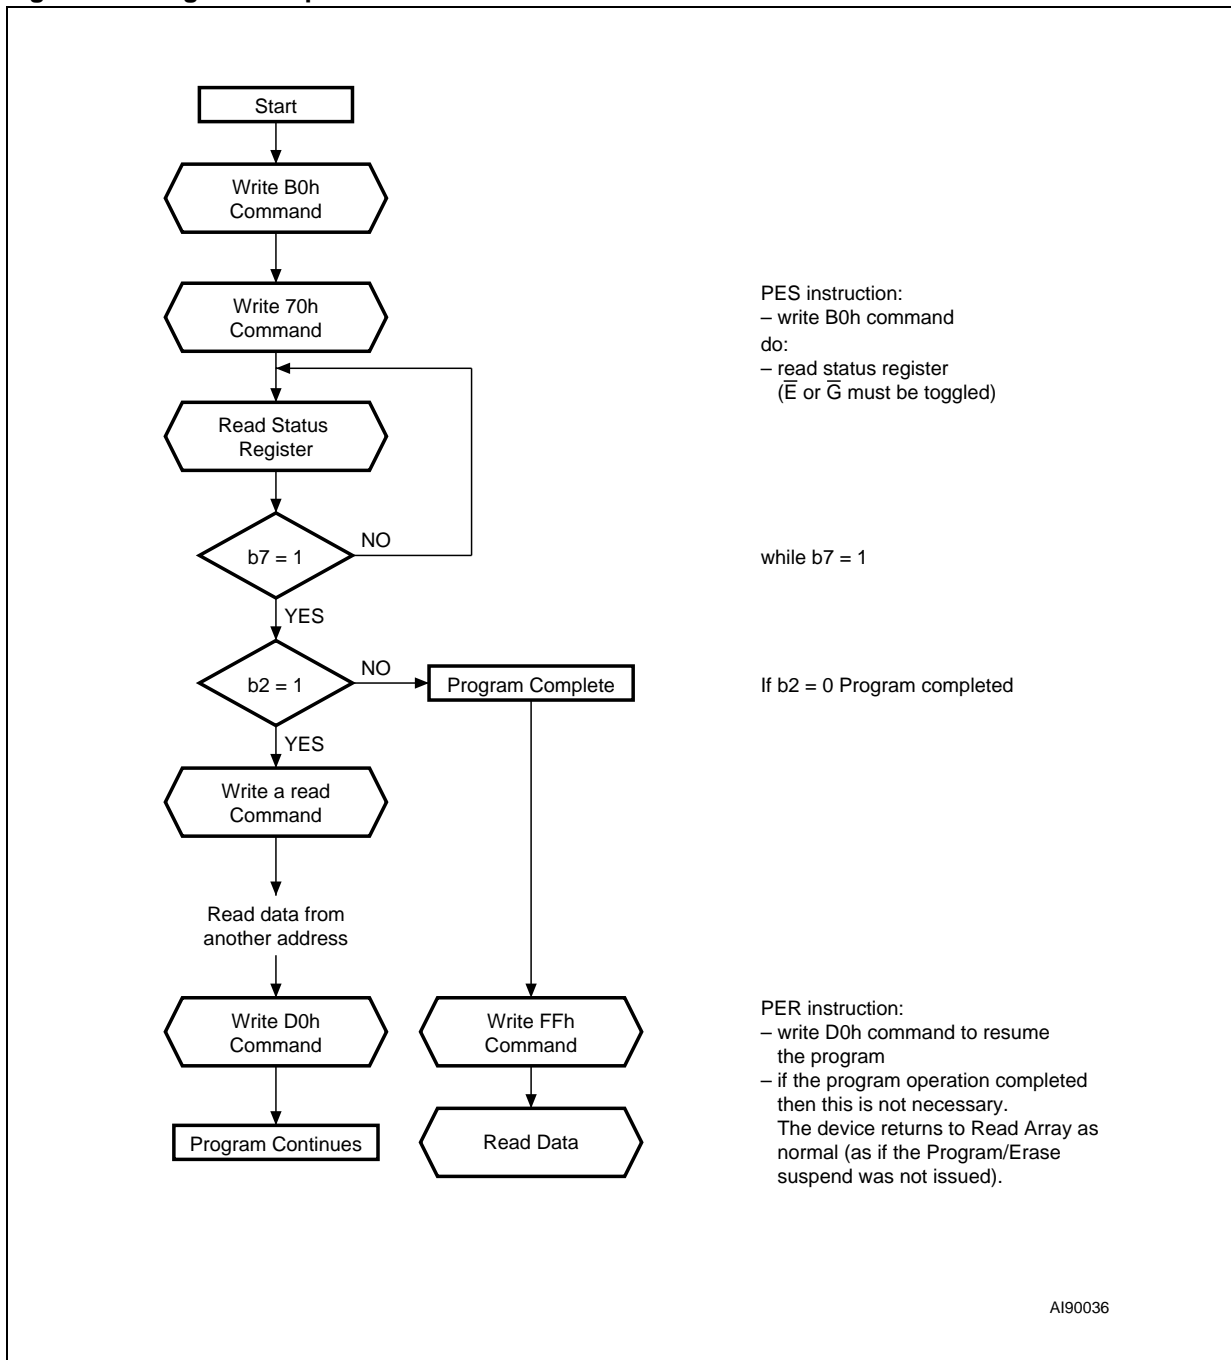 Start
Write B0h
Command
Write 70h
Command
Read Status
Register
b7 = 1
NO
YES
b2 = 1
NO
Program Complete
YES
Write a read
Command
Read data from
another address
Write D0h
Command
Program Continues
Write FFh
Command
Read Data
PES instruction:
– write B0h command
do:
– read status register
(E̅ or G̅ must be toggled)
while b7 = 1
If b2 = 0 Program completed
PER instruction:
– write D0h command to resume
the program
– if the program operation completed
then this is not necessary.
The device returns to Read Array as
normal (as if the Program/Erase
suspend was not issued).
AI90036